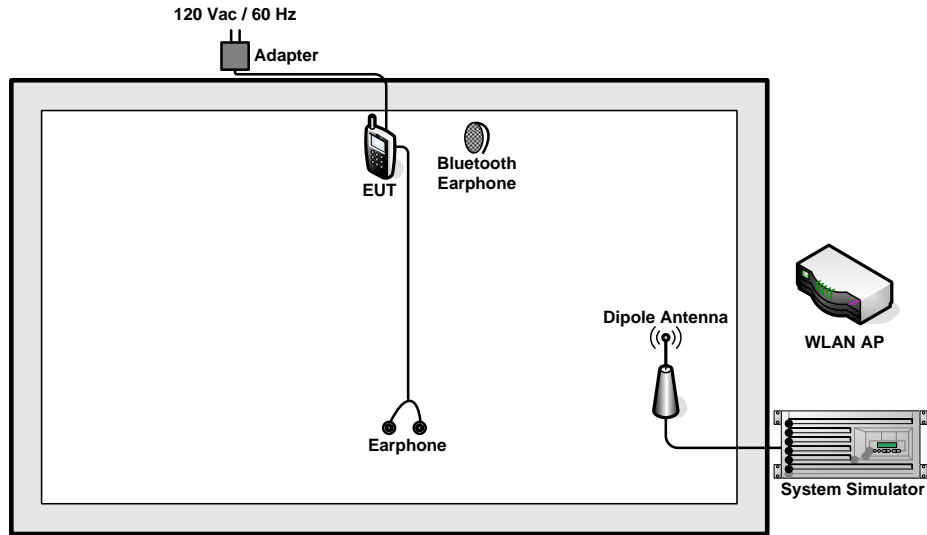 120 Vac / 60 Hz
Adapter
EUT
Bluetooth
Earphone
Dipole Antenna
WLAN AP
Earphone
System Simulator